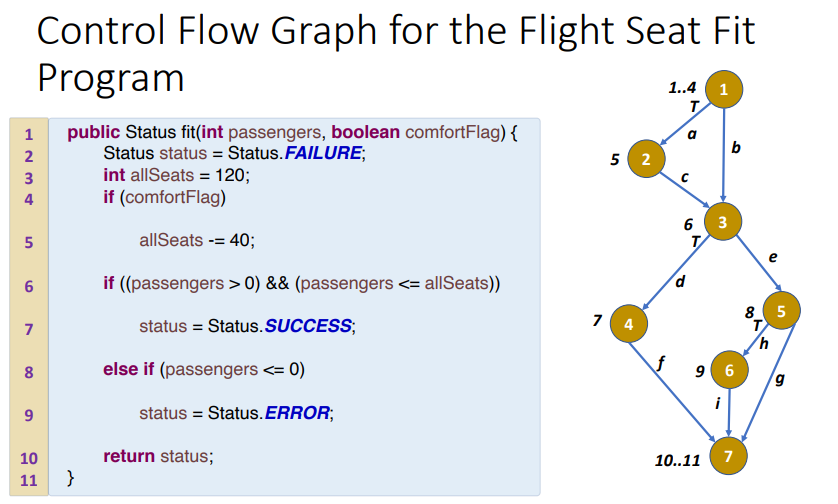 Control Flow Graph for the Flight Seat Fit
Program
1 public Status fit(int passengers, boolean comfortFlag) {
2 Status status = Status.FAILURE;
3 int allSeats = 120;
4 if (comfortFlag)
5 allSeats -= 40;
6 if ((passengers > 0) && (passengers <= allSeats))
7 status = Status.SUCCESS;
8 else if (passengers <= 0)
9 status = Status.ERROR;
10 return status;
11 }
1..4 1
T
a
b
5 2
c
6 3
T
d
e
7 4
8 5
T
h
f
9 6
g
i
10..11 7